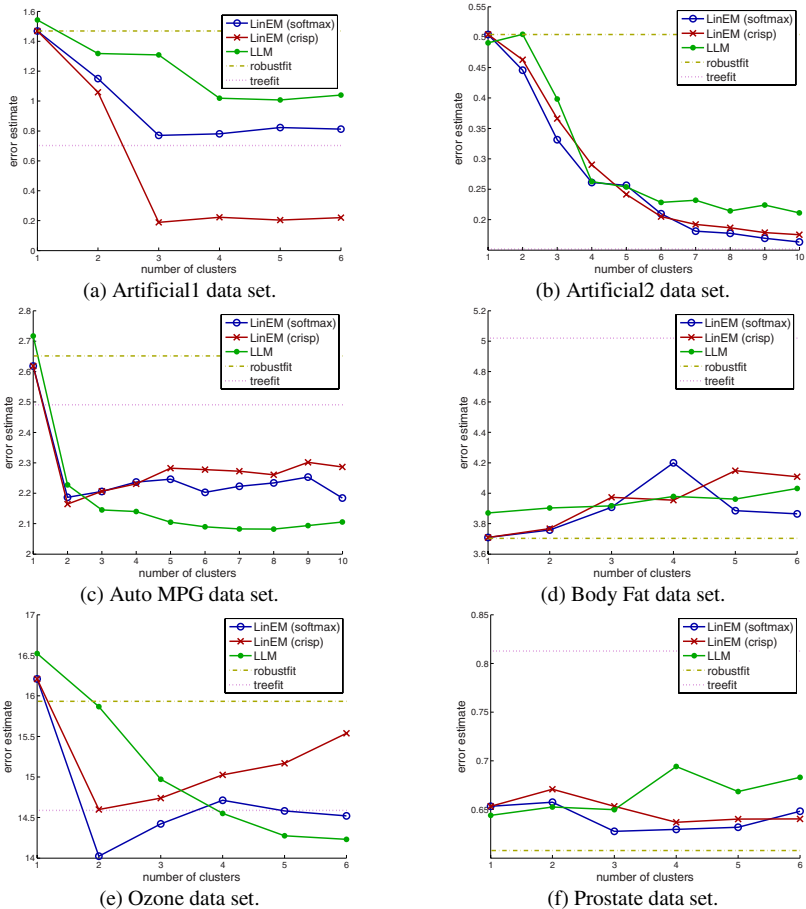 1.6
1.4
1.2
1
0.8
0.6
0.4
0.2
0
error estimate
LinEM (softmax)
LinEM (crisp)
LLM
robustfit
treefit
1 2 3 4 5 6
number of clusters
(a) Artificial1 data set.
0.55
0.5
0.45
0.4
0.35
0.3
0.25
0.2
error estimate
LinEM (softmax)
LinEM (crisp)
LLM
robustfit
treefit
1 2 3 4 5 6 7 8 9 10
number of clusters
(b) Artificial2 data set.
2.8
2.7
2.6
2.5
2.4
2.3
2.2
2.1
2
error estimate
LinEM (softmax)
LinEM (crisp)
LLM
robustfit
treefit
1 2 3 4 5 6 7 8 9 10
number of clusters
(c) Auto MPG data set.
5.2
5
4.8
4.6
4.4
4.2
4
3.8
3.6
error estimate
LinEM (softmax)
LinEM (crisp)
LLM
robustfit
treefit
1 2 3 4 5 6
number of clusters
(d) Body Fat data set.
17
16.5
16
15.5
15
14.5
14
error estimate
LinEM (softmax)
LinEM (crisp)
LLM
robustfit
treefit
1 2 3 4 5 6
number of clusters
(e) Ozone data set.
0.85
0.8
0.75
0.7
0.65
error estimate
LinEM (softmax)
LinEM (crisp)
LLM
robustfit
treefit
1 2 3 4 5 6
number of clusters
(f) Prostate data set.